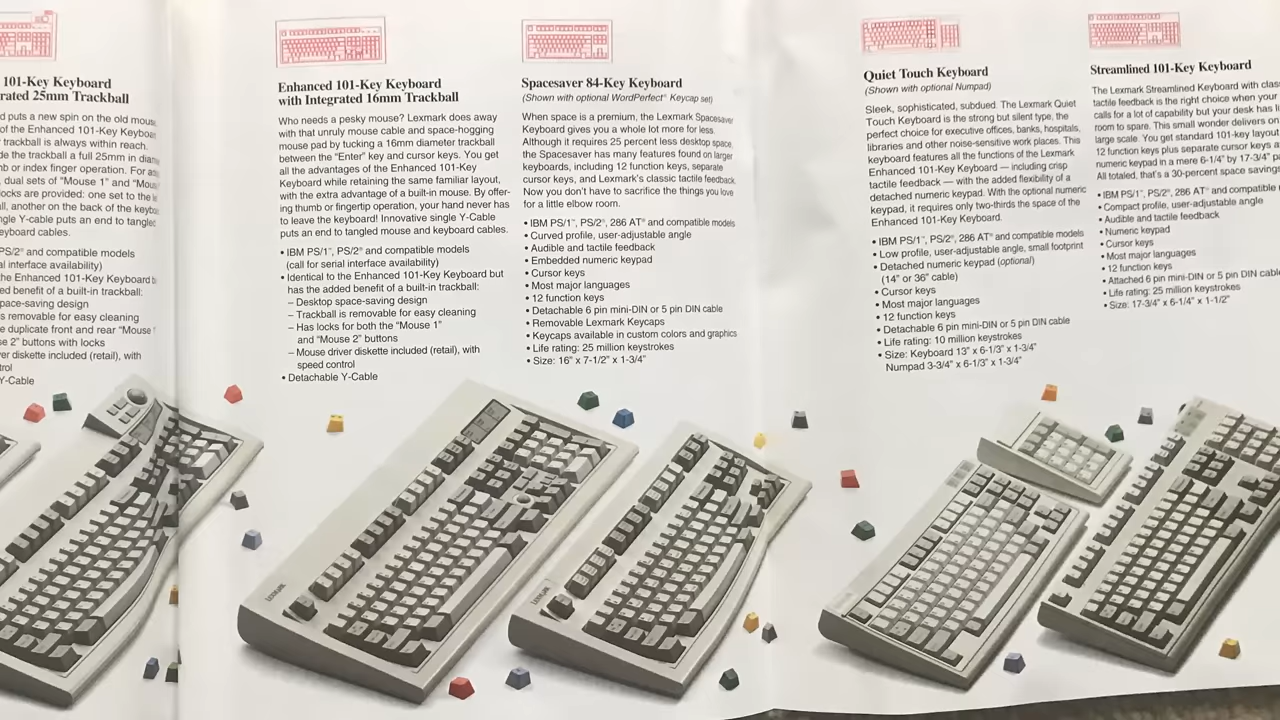 101-Key Keyboard
rated 25mm Trackball
d puts a new spin on the old mous
of the Enhanced 101-Key Keyboa
trackball is always within reach.
de the trackball a full 25mm in diam
b or index finger operation. For
dual sets of "Mouse 1" and "Mou
locks are provided: one set to the
ll, another on the back of the keybo
ngle Y-cable puts an end to tangled
eyboard cables.
PS/2® and compatible models
al interface availability)
the Enhanced 101-Key Keyboard b
ed benefit of a built-in trackball:
pace-saving design
s removable for easy cleaning
e duplicate front and rear "Mouse
se 2" buttons with locks
ver diskette included (retail), with
trol
Y-Cable
Enhanced 101-Key Keyboard
with Integrated 16mm Trackball
Who needs a pesky mouse? Lexmark does away
with that unruly mouse cable and space-hogging
mouse pad by tucking a 16mm diameter trackball
between the "Enter" key and cursor keys. You get
all the advantages of the Enhanced 101-Key
Keyboard while retaining the same familiar layout,
with the extra advantage of a built-in mouse. By offer-
ing thumb or fingertip operation, your hand never has
to leave the keyboard! Innovative single Y-Cable
puts an end to tangled mouse and keyboard cables.
• IBM PS/1™, PS/2® and compatible models
(call for serial interface availability)
• Identical to the Enhanced 101-Key Keyboard but
has the added benefit of a built-in trackball:
– Desktop space-saving design
– Trackball is removable for easy cleaning
– Has locks for both the "Mouse 1"
and "Mouse 2" buttons
– Mouse driver diskette included (retail), with
speed control
• Detachable Y-Cable
Spacesaver 84-Key Keyboard
(Shown with optional WordPerfect® Keycap set)
When space is a premium, the Lexmark Spacesaver
Keyboard gives you a whole lot more for less.
Although it requires 25 percent less desktop space,
the Spacesaver has many features found on larger
keyboards, including 12 function keys, separate
cursor keys, and Lexmark's classic tactile feedback.
Now you don't have to sacrifice the things you love
for a little elbow room.
• IBM PS/1™, PS/2®, 286 AT® and compatible models
• Curved profile, user-adjustable angle
• Audible and tactile feedback
• Embedded numeric keypad
• Cursor keys
• Most major languages
• 12 function keys
• Detachable 6 pin mini-DIN or 5 pin DIN cable
• Removable Lexmark Keycaps
• Keycaps available in custom colors and graphics
• Life rating: 25 million keystrokes
• Size: 16" x 7-1/2" x 1-3/4"
Quiet Touch Keyboard
(Shown with optional Numpad)
Sleek, sophisticated, subdued. The Lexmark Quiet
Touch Keyboard is the strong but silent type, the
perfect choice for executive offices, banks, hospitals,
libraries and other noise-sensitive work places. This
keyboard features all the functions of the Lexmark
Enhanced 101-Key Keyboard — including crisp
tactile feedback — with the added flexibility of a
detached numeric keypad. With the optional numeric
keypad, it requires only two-thirds the space of the
Enhanced 101-Key Keyboard.
• IBM PS/1™, PS/2®, 286 AT® and compatible models
• Low profile, user-adjustable angle, small footprint
• Detached numeric keypad (optional)
(14" or 36" cable)
• Cursor keys
• Most major languages
• 12 function keys
• Detachable 6 pin mini-DIN or 5 pin DIN cable
• Life rating: 10 million keystrokes
• Size: Keyboard 13" x 6-1/3" x 1-3/4"
Numpad 3-3/4" x 6-1/3" x 1-3/4"
Streamlined 101-Key Keyboard
The Lexmark Streamlined Keyboard with clas
tactile feedback is the right choice when your
calls for a lot of capability but your desk has li
room to spare. This small wonder delivers on
large scale. You get standard 101-key layout
12 function keys plus separate cursor keys a
numeric keypad in a mere 6-1/4" by 17-3/4" pa
All totaled, that's a 30-percent space savings
• IBM PS/1™, PS/2®, 286 AT® and compatible
• Compact profile, user-adjustable angle
• Audible and tactile feedback
• Numeric keypad
• Cursor keys
• Most major languages
• 12 function keys
• Attached 6 pin mini-DIN or 5 pin DIN cable
• Life rating: 25 million keystrokes
• Size: 17-3/4" x 6-1/4" x 1-1/2"
LEXMARK
LEXMARK